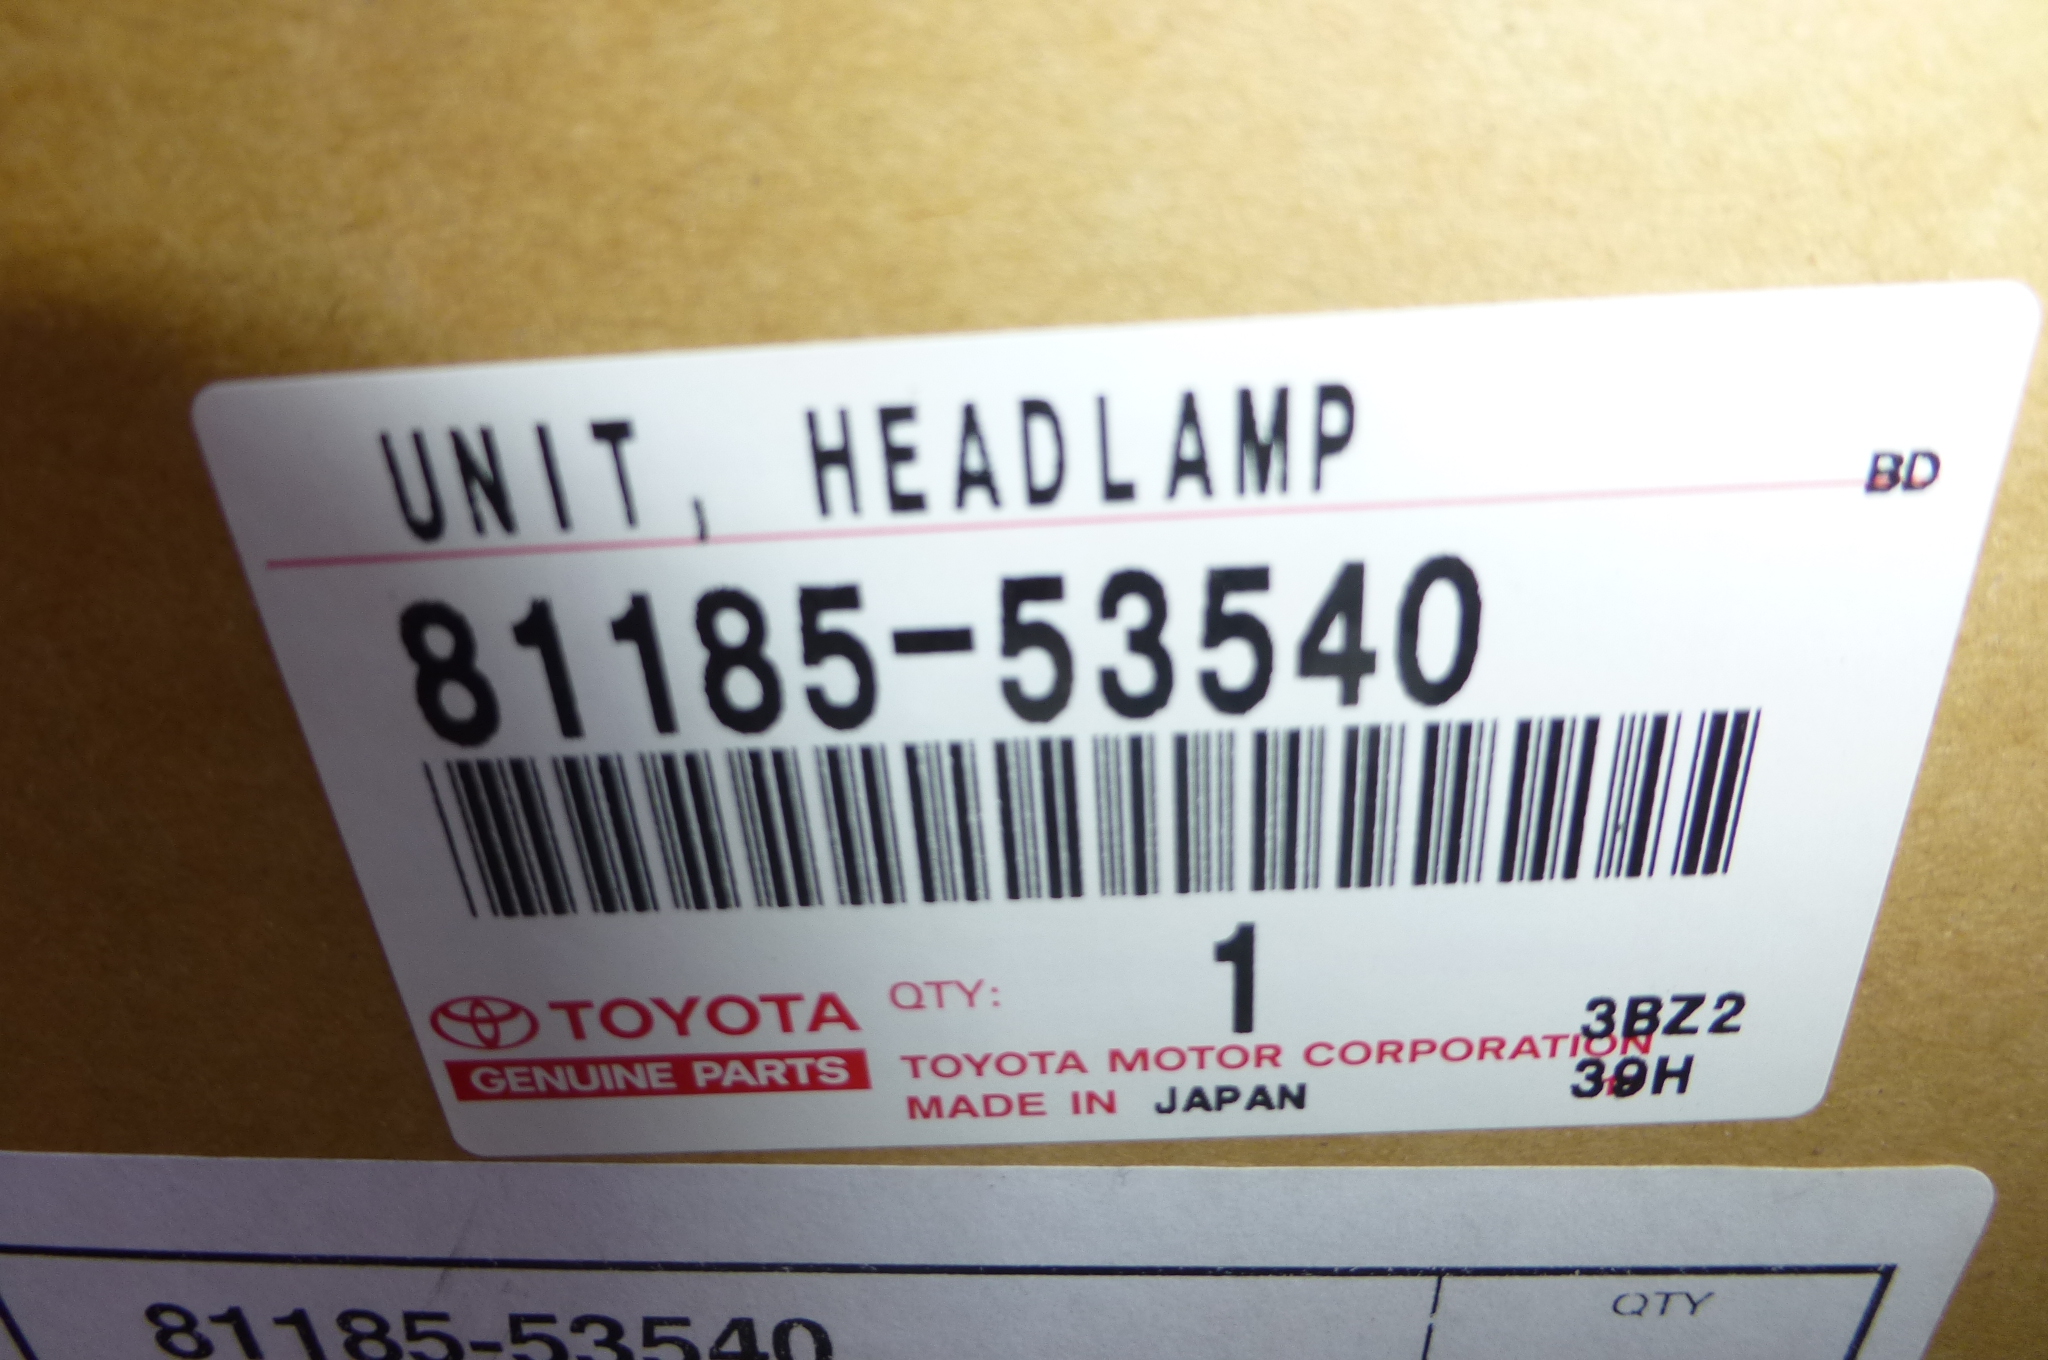 UNIT, HEADLAMP
BD
81185-53540
1
QTY:
TOYOTA
GENUINE PARTS
TOYOTA MOTOR CORPORATION
MADE IN JAPAN
3BZ2
39H
81185-53540
QTY